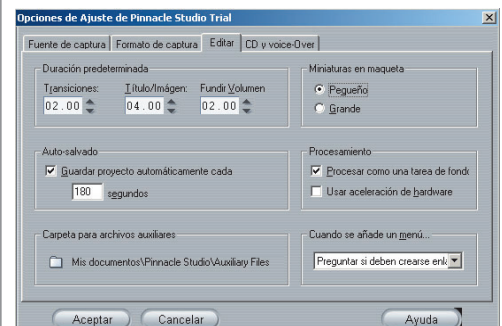 Opciones de Ajuste de Pinnacle Studio Trial
Fuente de captura Formato de captura Editar CD y voice-Over
Duración predeterminada
Transiciones: Título/Imágen: Fundir Volumen
02.00 04.00 02.00
Miniaturas en maqueta
Pegueño
Grande
Auto-salvado
Guardar proyecto automáticamente cada
180 segundos
Procesamiento
Procesar como una tarea de fondo
Usar aceleración de hardware
Carpeta para archivos auxiliares
Mis documentos\Pinnacle Studio\Auxiliary Files
Cuando se añade un menú...
Preguntar si deben crearse enla
Aceptar Cancelar Ayuda